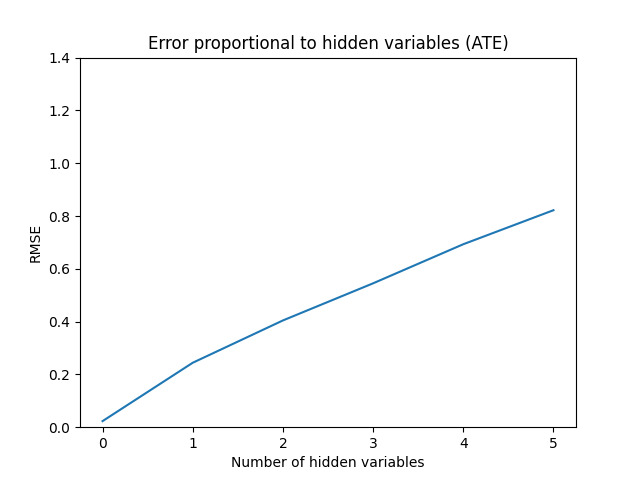 Error proportional to hidden variables (ATE)
1.4
1.2
1.0
0.8
0.6
0.4
0.2
0.0
RMSE
0 1 2 3 4 5
Number of hidden variables